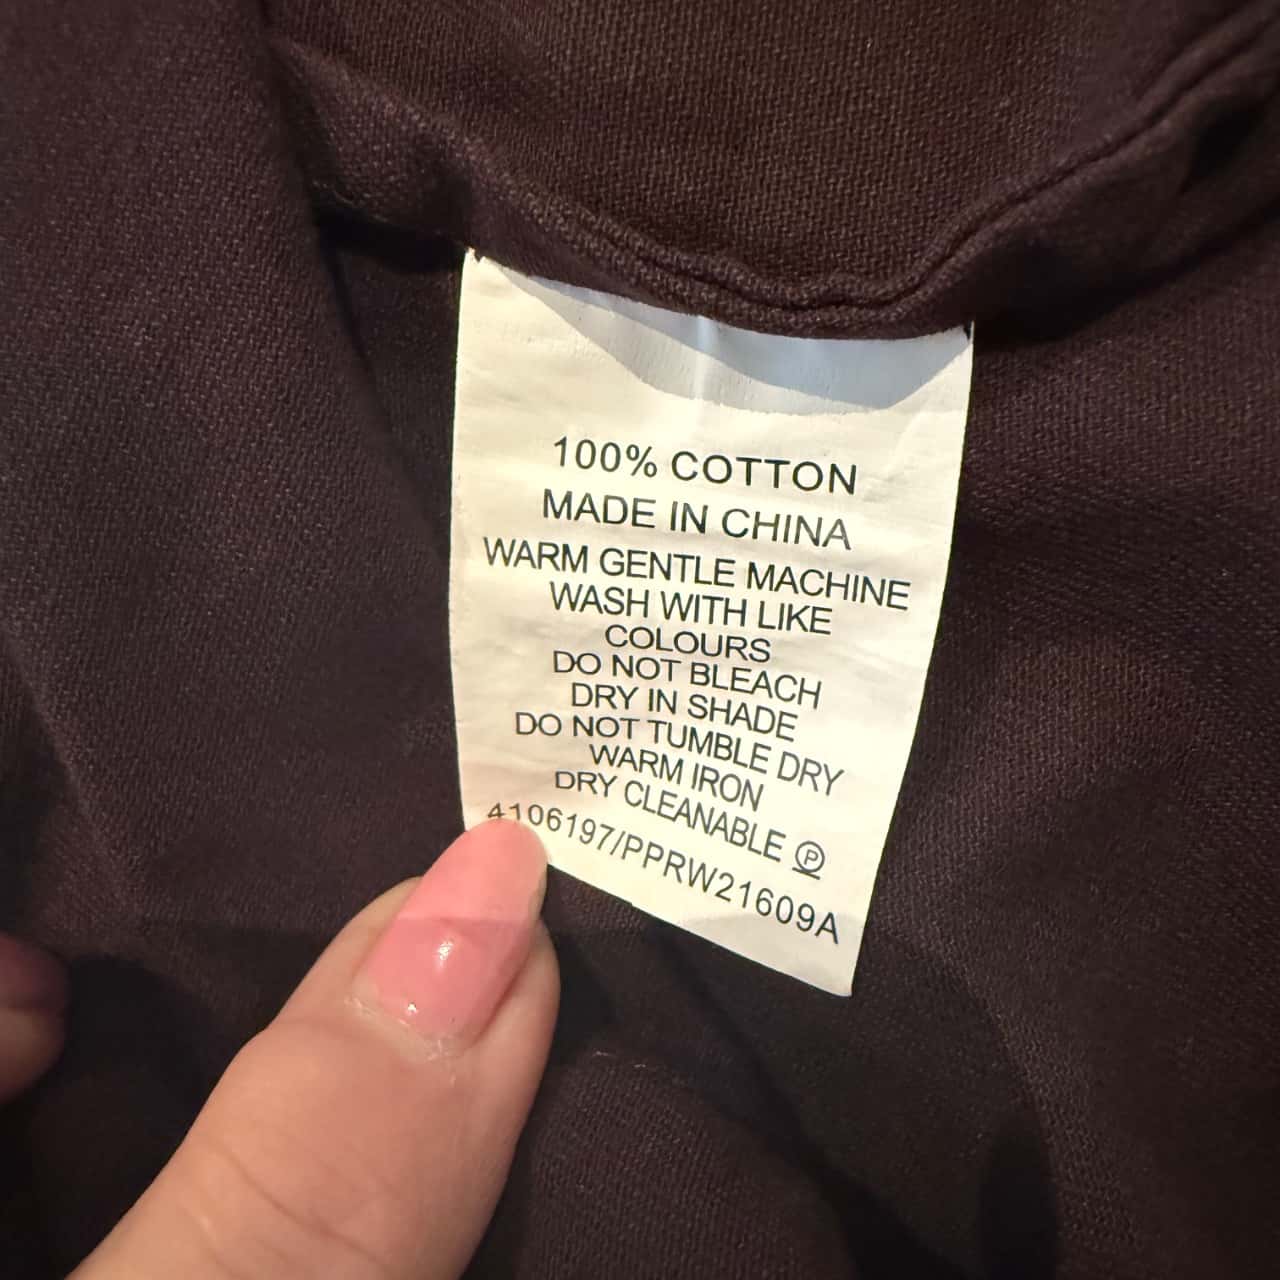 100% COTTON
MADE IN CHINA
WARM GENTLE MACHINE
WASH WITH LIKE
COLOURS
DO NOT BLEACH
DRY IN SHADE
DO NOT TUMBLE DRY
WARM IRON
DRY CLEANABLE Ⓟ
4106197/PPRW21609A